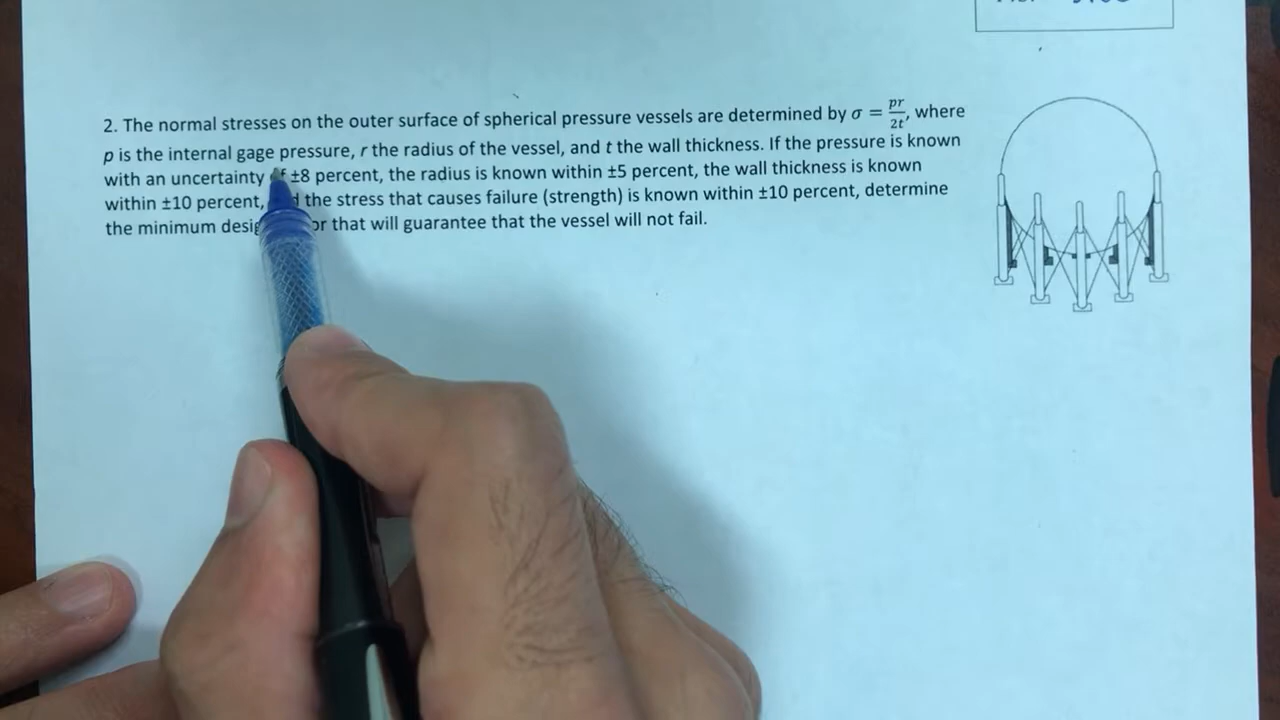 2. The normal stresses on the outer surface of spherical pressure vessels are determined by σ = pr/2t, where
p is the internal gage pressure, r the radius of the vessel, and t the wall thickness. If the pressure is known
with an uncertainty ±8 percent, the radius is known within ±5 percent, the wall thickness is known
within ±10 percent, the stress that causes failure (strength) is known within ±10 percent, determine
the minimum that will guarantee that the vessel will not fail.